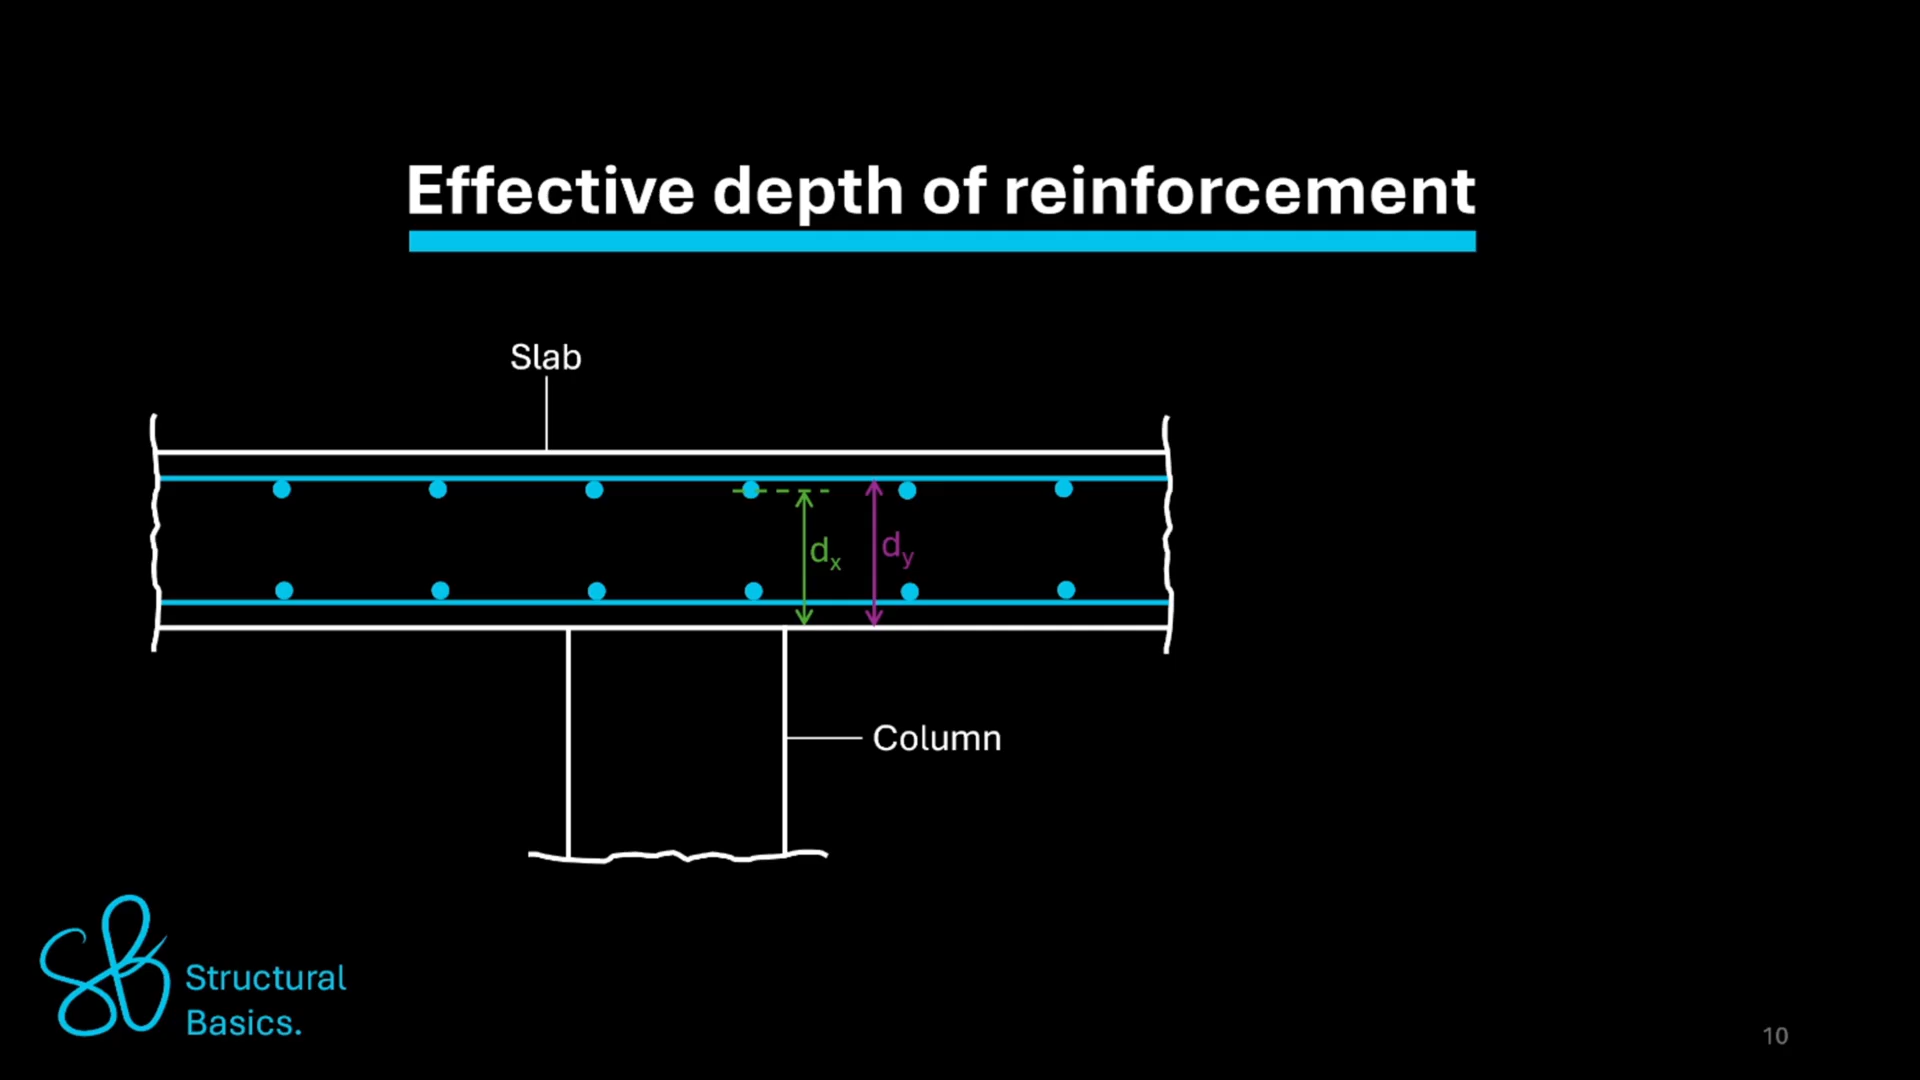 Effective depth of reinforcement
Slab
dx
dy
Column
Structural
Basics.
10